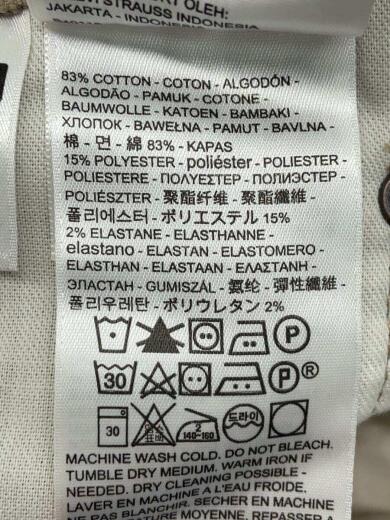 STRAUSS INDONESIA
JAKARTA - INDONESIA
83% COTTON - COTON - ALGODÓN -
ALGODÃO - PAMUK - COTONE -
BAUMWOLLE - KATOEN - BAMBAKI -
ХЛОПОК - BAWEŁNA - PAMUT - BAVLNA -
棉 - 면 - 綿 83% - KAPAS
15% POLYESTER - poliéster - POLIESTER -
POLIESTERE - ΠΟΛΥΕΣΤΕΡ - ПОЛИЭСТЕР -
POLIÉSZTER - 聚酯纤维 - 聚酯纖維 -
폴리에스터 - ポリエステル 15%
2% ELASTANE - ELASTHANNE -
elastano - ELASTAN - ELASTOMERO -
ELASTHAN - ELASTAAN - ΕΛΑΣΤΑΝΗ -
ЭЛАСТАН - GUMISZÁL - 氨纶 - 彈性纖維 -
폴리우레탄 - ポリウレタン 2%
P
30 P
30 2 140-160 드라이
MACHINE WASH COLD. DO NOT BLEACH.
TUMBLE DRY MEDIUM. WARM IRON IF
NEEDED. DRY CLEANING POSSIBLE -
LAVER EN MACHINE A L'EAU FROIDE.